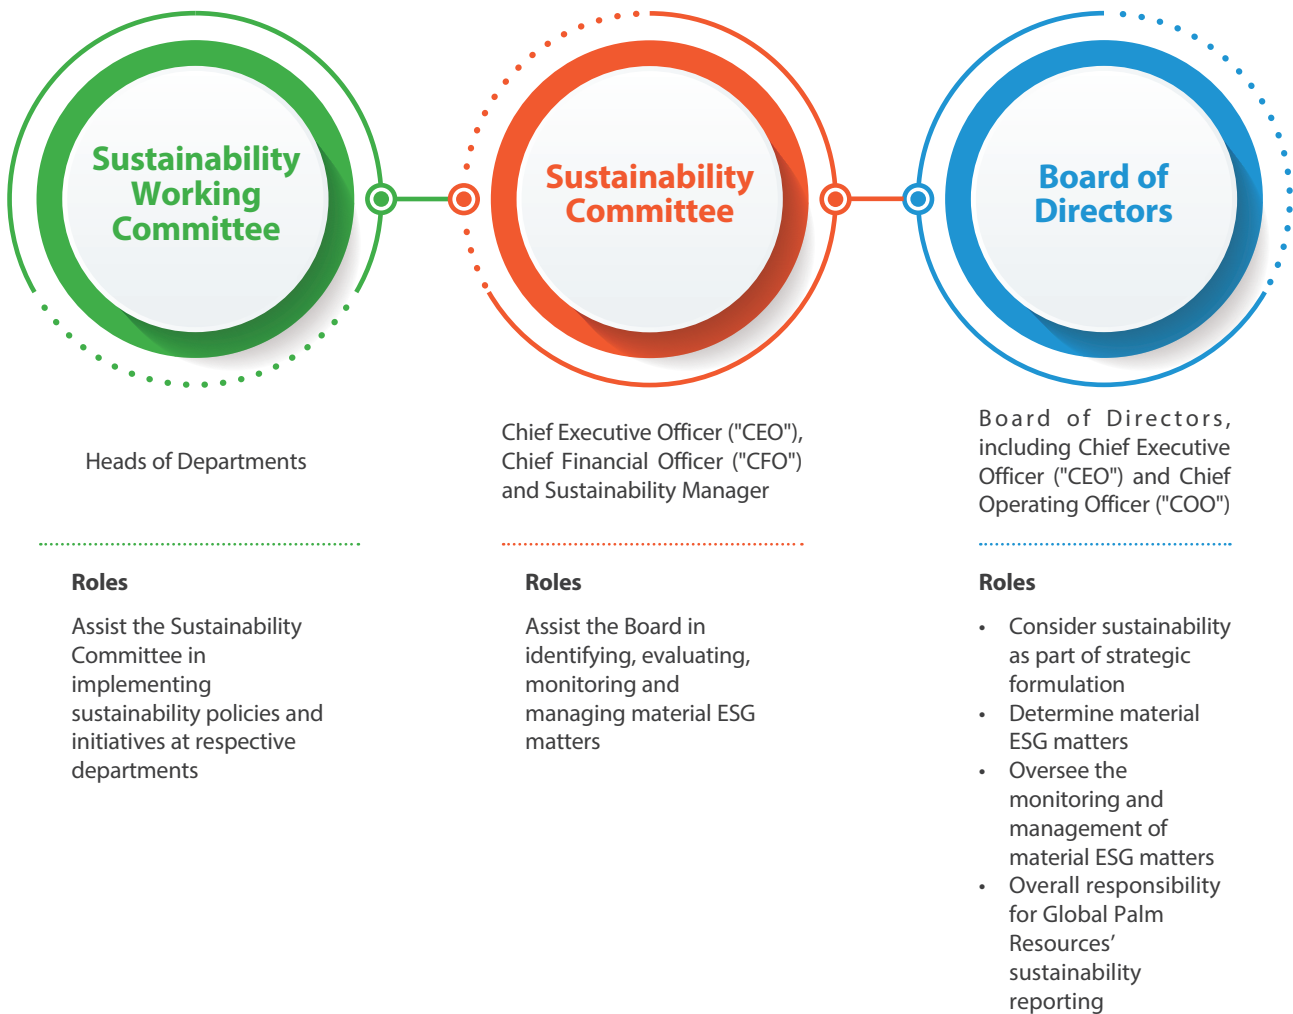 Sustainability
Working
Committee
Sustainability
Committee
Board of
Directors
Heads of Departments
Chief Executive Officer ("CEO"),
Chief Financial Officer ("CFO")
and Sustainability Manager
Board of Directors,
including Chief Executive
Officer ("CEO") and Chief
Operating Officer ("COO")
Roles
Assist the Sustainability
Committee in
implementing
sustainability policies and
initiatives at respective
departments
Roles
Assist the Board in
identifying, evaluating,
monitoring and
managing material ESG
matters
Roles
• Consider sustainability
as part of strategic
formulation
• Determine material
ESG matters
• Oversee the
monitoring and
management of
material ESG matters
• Overall responsibility
for Global Palm
Resources’
sustainability
reporting